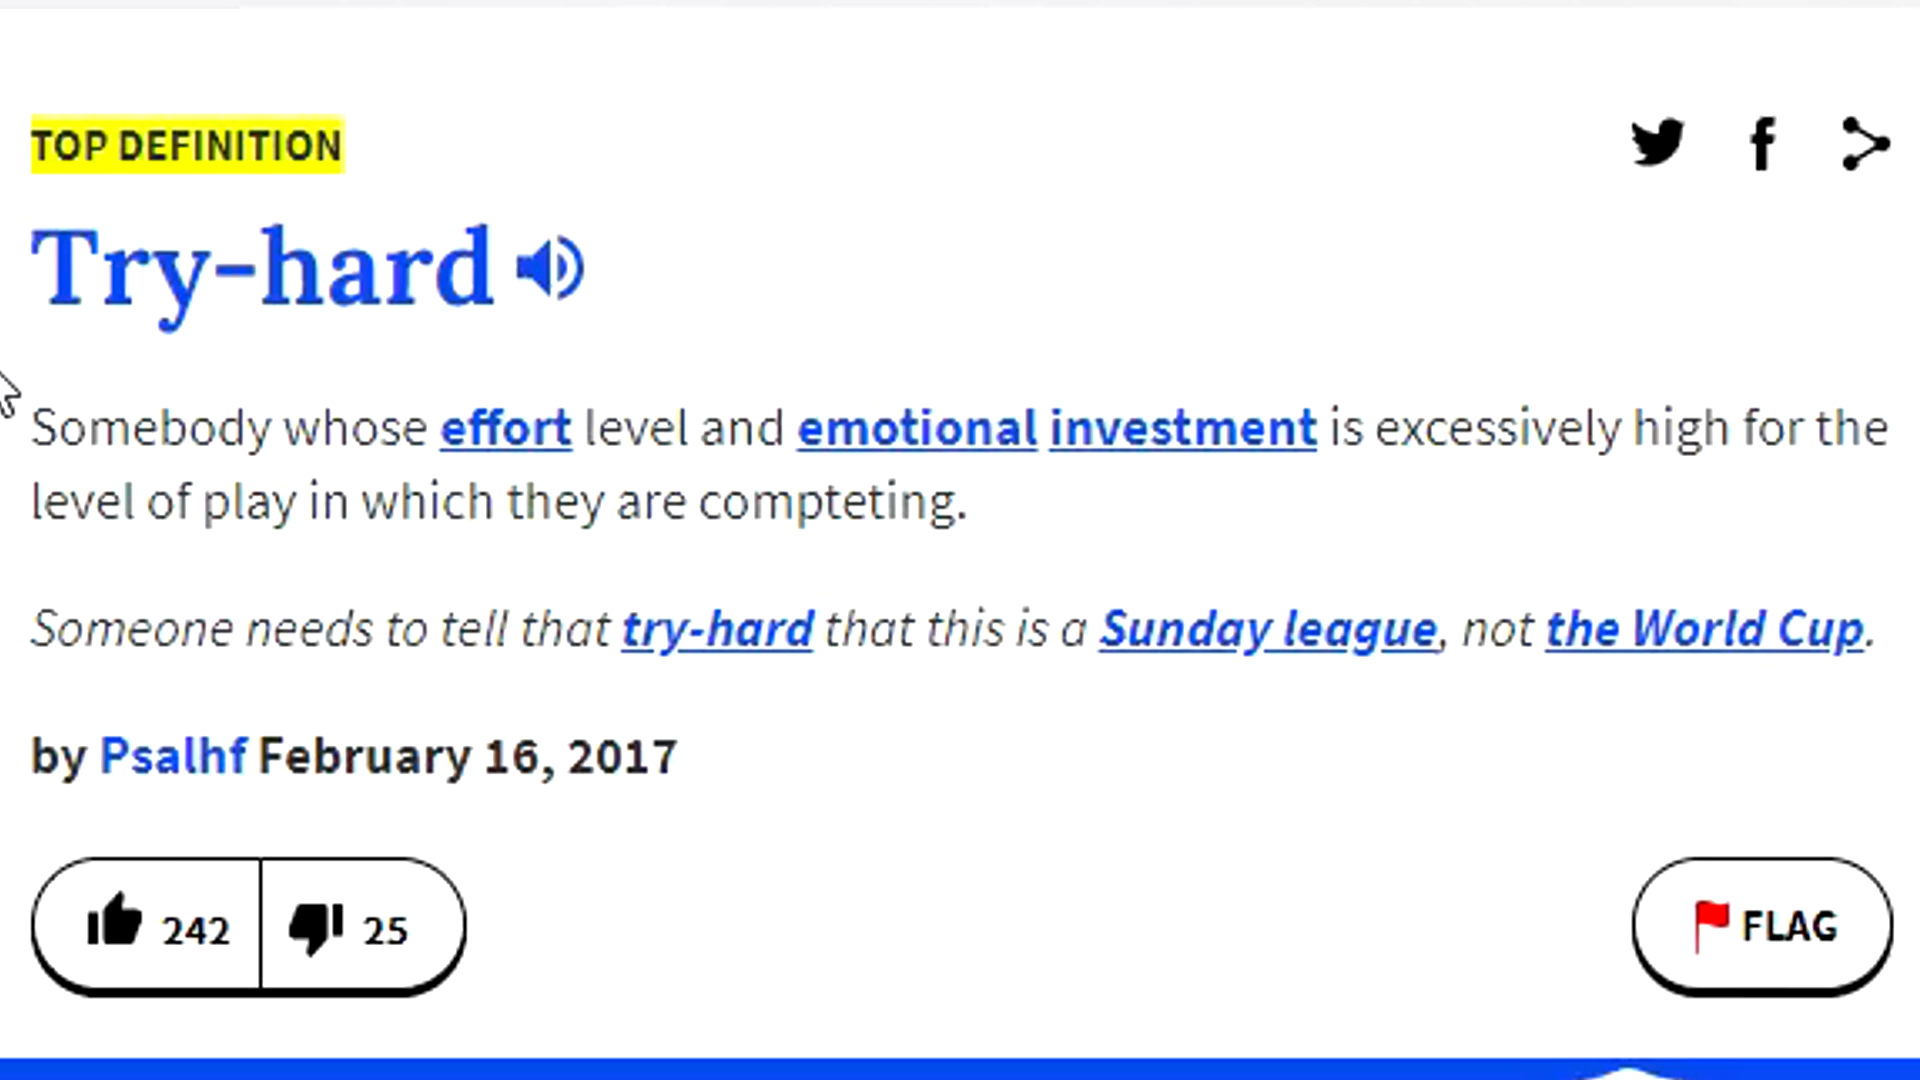 TOP DEFINITION
Try-hard
Somebody whose effort level and emotional investment is excessively high for the
level of play in which they are compteting.
Someone needs to tell that try-hard that this is a Sunday league, not the World Cup.
by Psalhf February 16, 2017
242 25 FLAG